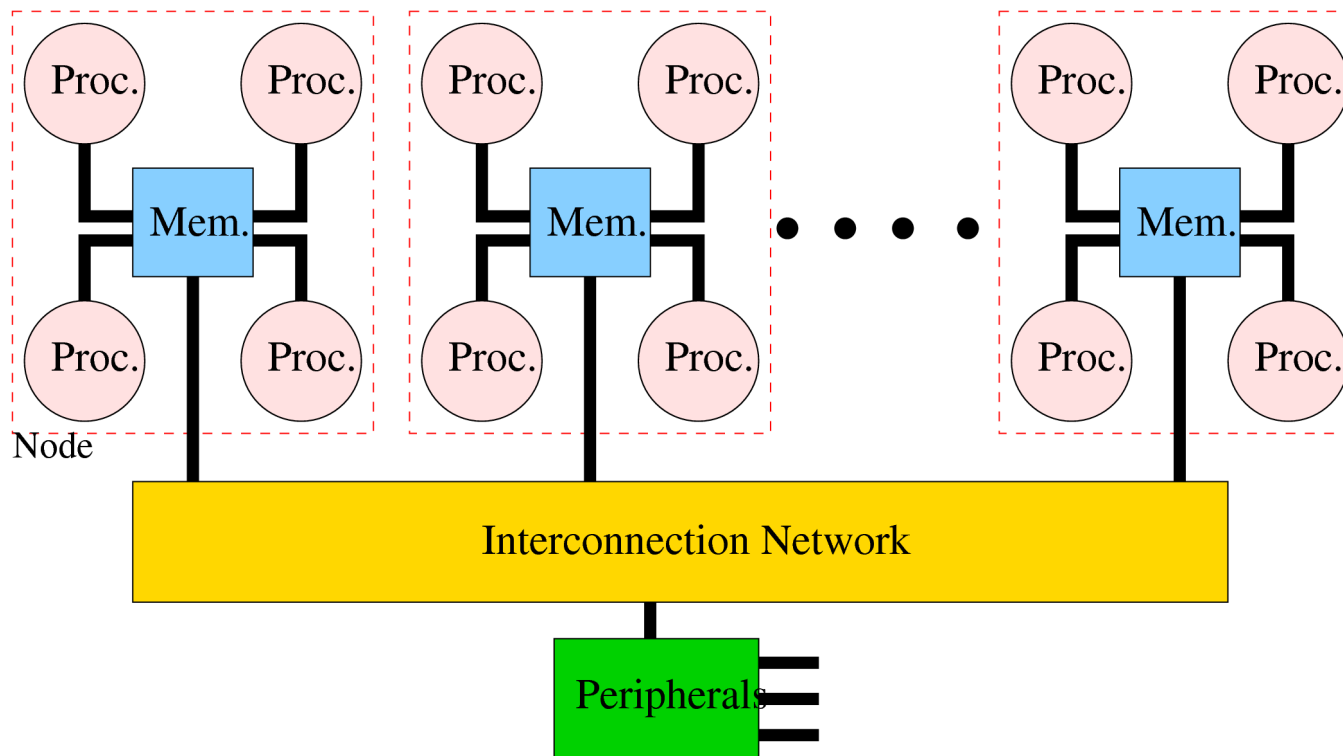 Proc. Proc. Proc. Proc. Proc. Proc.
Mem. Mem. Mem.
Proc. Proc. Proc. Proc. Proc. Proc.
Node
Interconnection Network
Peripherals